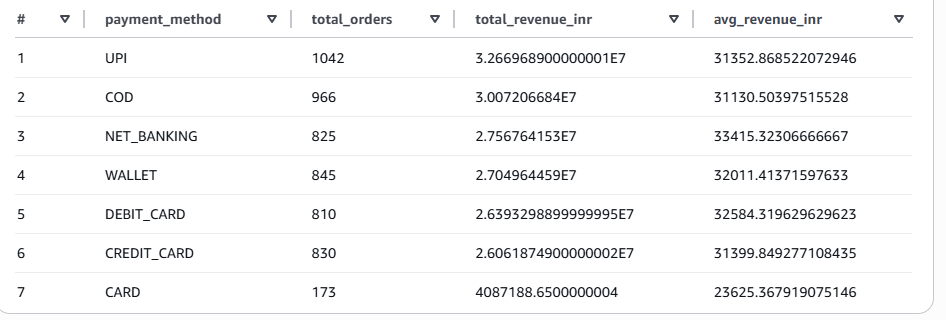 # payment_method total_orders total_revenue_inr avg_revenue_inr
1 UPI 1042 3.266968900000001E7 31352.868522072946
2 COD 966 3.007206684E7 31130.50397515528
3 NET_BANKING 825 2.756764153E7 33415.32306666667
4 WALLET 845 2.704964459E7 32011.41371597633
5 DEBIT_CARD 810 2.6393298899999995E7 32584.319629629623
6 CREDIT_CARD 830 2.6061874900000002E7 31399.849277108435
7 CARD 173 4087188.6500000004 23625.367919075146